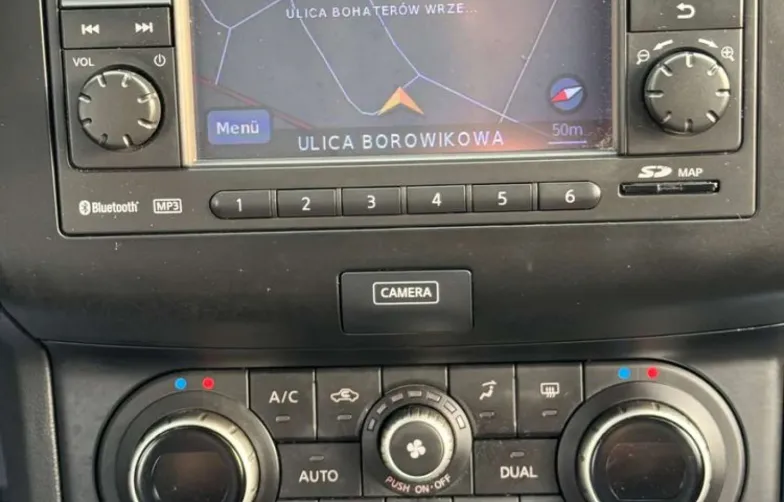 ULICA BOHATERÓW WRZE...
VOL
Menü
ULICA BOROWIKOWA
50m
Bluetooth
MP3
1 2 3 4 5 6
SD MAP
CAMERA
A/C
AUTO
PUSH ON·OFF
DUAL